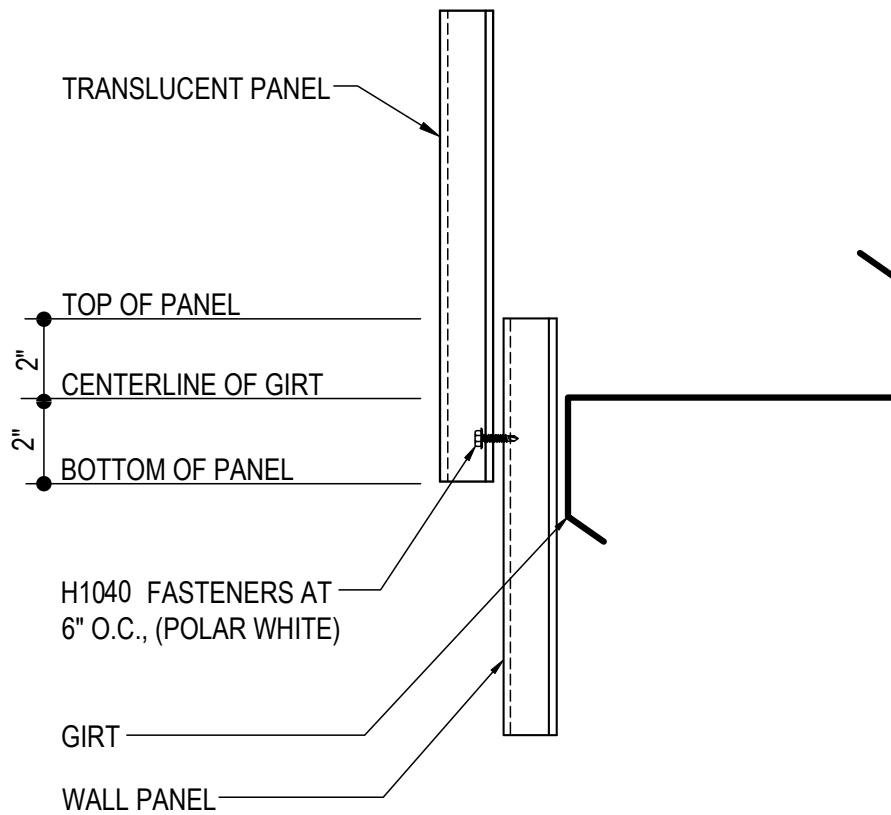 TRANSLUCENT PANEL
TOP OF PANEL
2"
CENTERLINE OF GIRT
2"
BOTTOM OF PANEL
H1040 FASTENERS AT
6" O.C., (POLAR WHITE)
GIRT
WALL PANEL